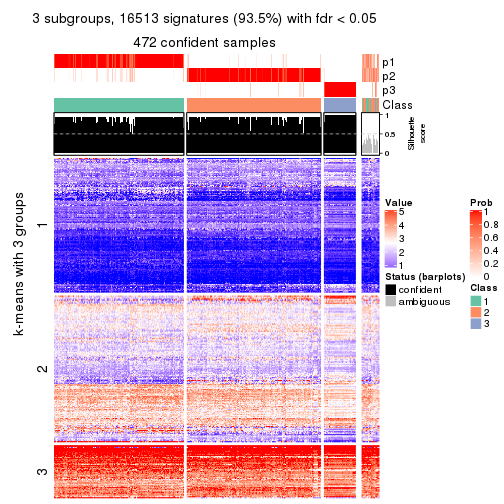 3 subgroups, 16513 signatures (93.5%) with fdr < 0.05
472 confident samples
p1
p2
p3
Class
1
0.5
0
Silhouette
score
k-means with 3 groups
1
2
3
Value
5
4
3
2
1
Status (barplots)
confident
ambiguous
Prob
1
0.8
0.6
0.4
0.2
0
Class
1
2
3